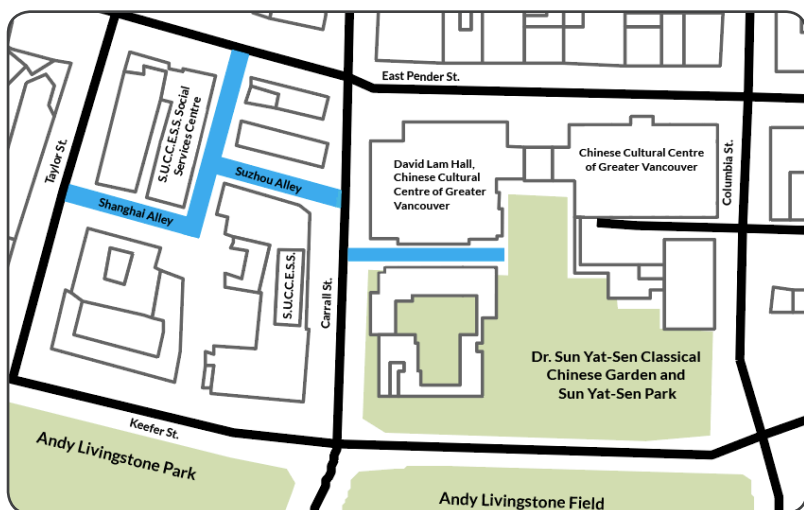 East Pender St.
Taylor St.
S.U.C.C.E.S.S. Social
Services Centre
Shanghai Alley
Suzhou Alley
S.U.C.C.E.S.S.
Carrall St.
David Lam Hall,
Chinese Cultural
Centre of Greater
Vancouver
Chinese Cultural Centre
of Greater Vancouver
Columbia St.
Dr. Sun Yat-Sen Classical
Chinese Garden and
Sun Yat-Sen Park
Keefer St.
Andy Livingstone Park
Andy Livingstone Field